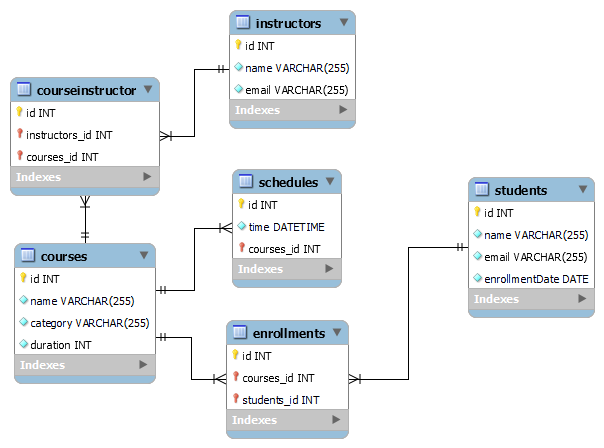 instructors
id INT
name VARCHAR(255)
email VARCHAR(255)
Indexes
courseinstructor
id INT
instructors_id INT
courses_id INT
Indexes
schedules
id INT
time DATETIME
courses_id INT
Indexes
students
id INT
name VARCHAR(255)
email VARCHAR(255)
enrollmentDate DATE
Indexes
courses
id INT
name VARCHAR(255)
category VARCHAR(255)
duration INT
Indexes
enrollments
id INT
courses_id INT
students_id INT
Indexes